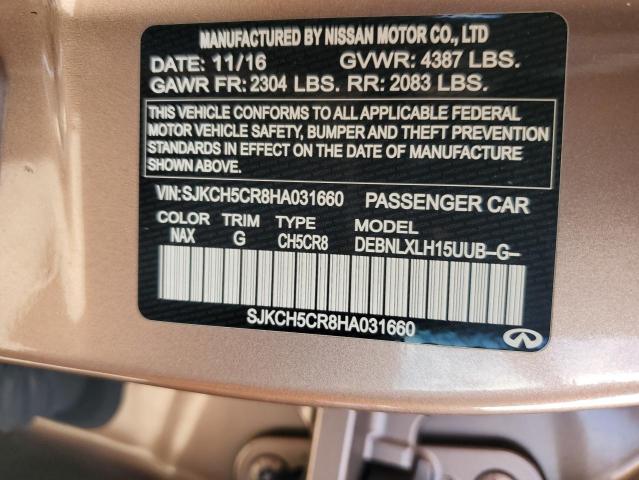 MANUFACTURED BY NISSAN MOTOR CO., LTD
DATE: 11/16 GVWR: 4387 LBS.
GAWR FR: 2304 LBS. RR: 2083 LBS.
THIS VEHICLE CONFORMS TO ALL APPLICABLE FEDERAL
MOTOR VEHICLE SAFETY, BUMPER AND THEFT PREVENTION
STANDARDS IN EFFECT ON THE DATE OF MANUFACTURE
SHOWN ABOVE.
VIN:SJKCH5CR8HA031660 PASSENGER CAR
COLOR TRIM TYPE MODEL
NAX G CH5CR8 DEBNLXLH15UUB-G-
SJKCH5CR8HA031660